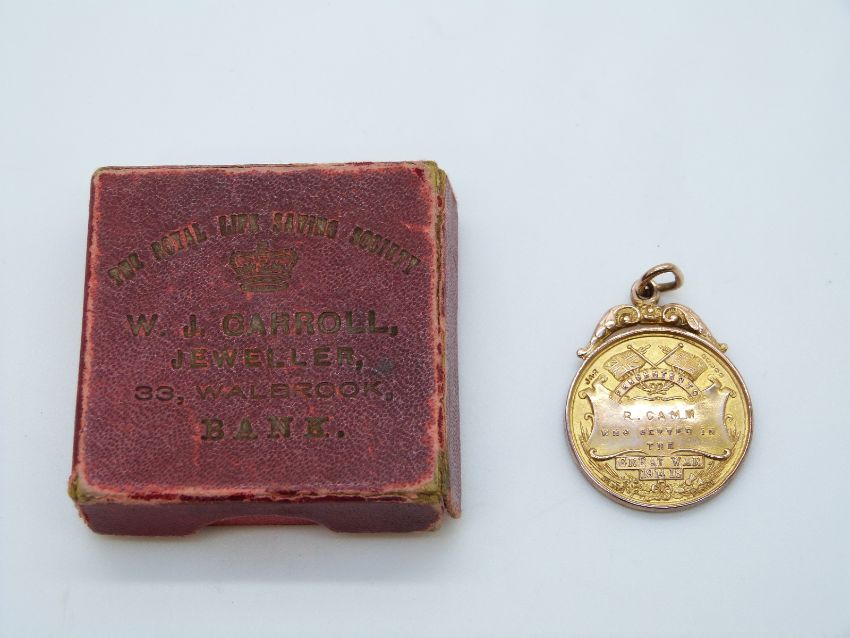 THE ROYAL LIFE SAVING SOCIETY
W. J. CARROLL,
JEWELLER,
33, WALBROOK,
BANK.
PRESENTED TO
R. CAMM
WHO SERVED IN
THE
GREAT WAR